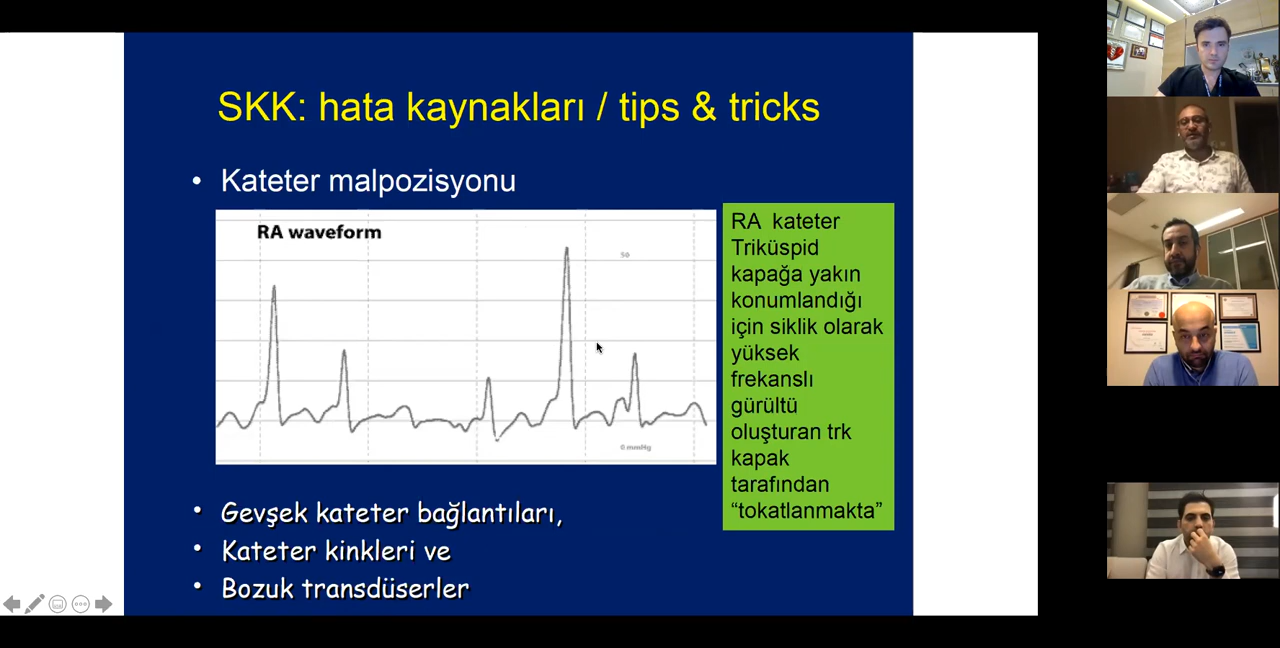 SKK: hata kaynakları / tips & tricks
• Kateter malpozisyonu
RA waveform
50
0 mmHg
RA kateter
Triküspid
kapağa yakın
konumlandığı
için siklik olarak
yüksek
frekanslı
gürültü
oluşturan trk
kapak
tarafından
“tokatlanmakta”
• Gevşek kateter bağlantıları,
• Kateter kinkleri ve
• Bozuk transdüserler